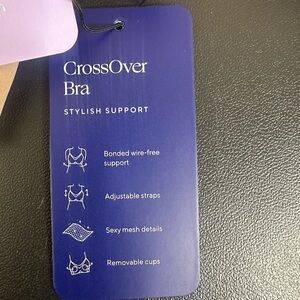 CrossOver
Bra
STYLISH SUPPORT
Bonded wire-free
support
Adjustable straps
Sexy mesh details
Removable cups